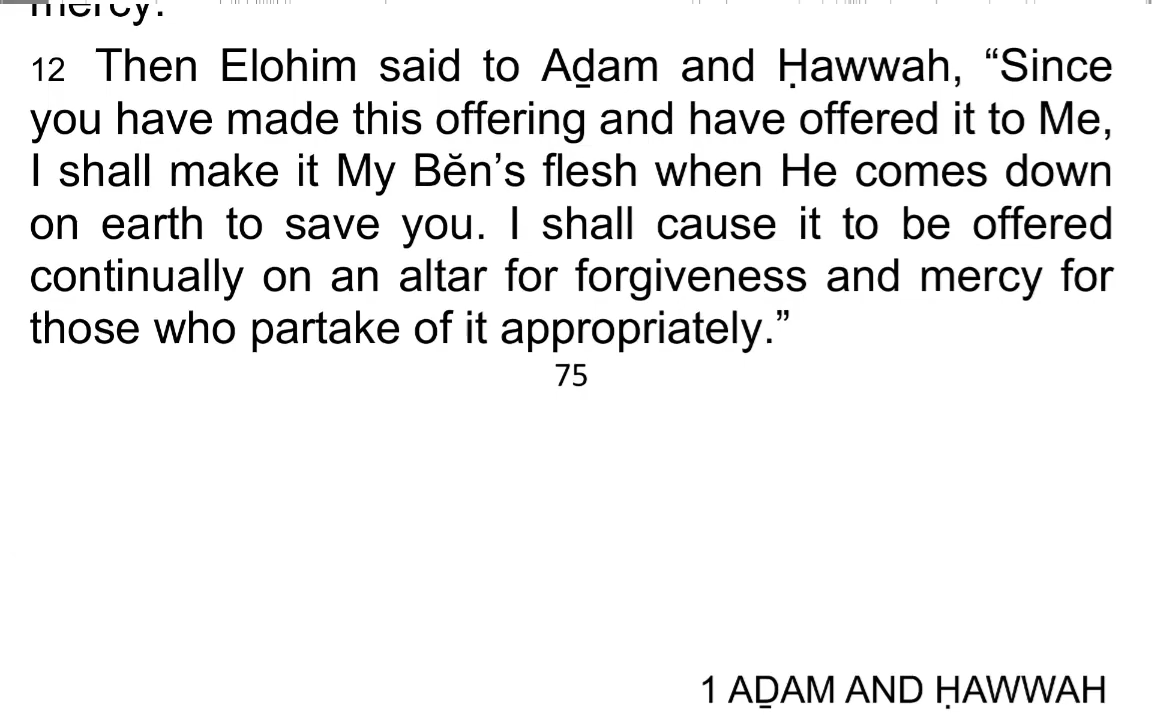 mercy.
12 Then Elohim said to Aḏam and Ḥawwah, “Since
you have made this offering and have offered it to Me,
I shall make it My Bĕn’s flesh when He comes down
on earth to save you. I shall cause it to be offered
continually on an altar for forgiveness and mercy for
those who partake of it appropriately.”
75
1 AḎAM AND ḤAWWAH